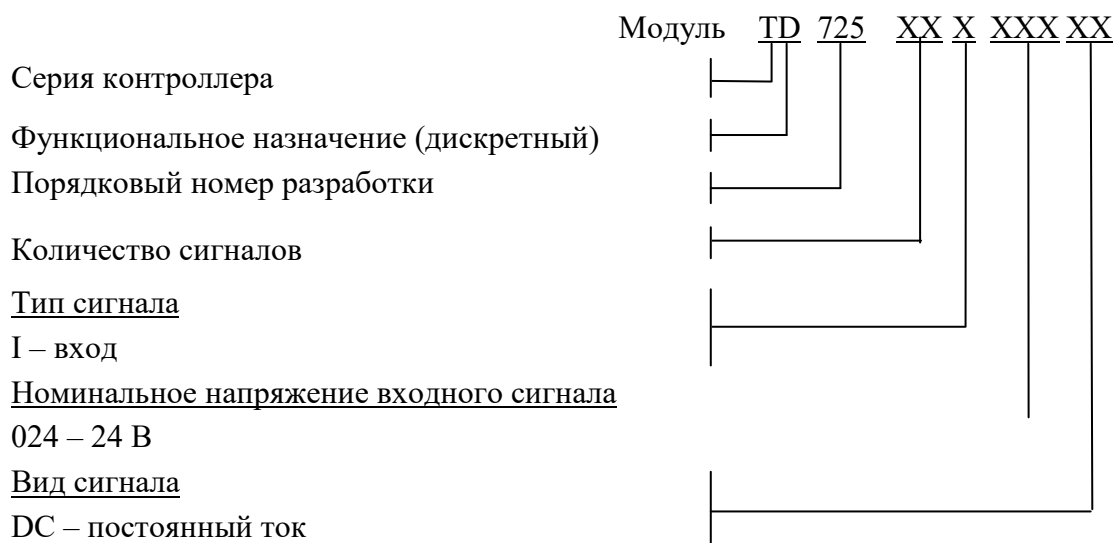 Модуль TD 725 XX X XXX XX
Серия контроллера
Функциональное назначение (дискретный)
Порядковый номер разработки
Количество сигналов
Тип сигнала
I – вход
Номинальное напряжение входного сигнала
024 – 24 В
Вид сигнала
DC – постоянный ток